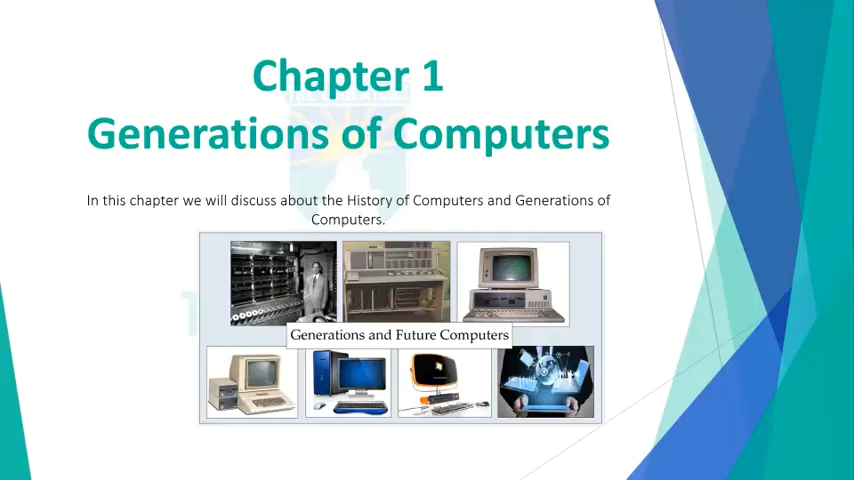 Chapter 1
Generations of Computers
In this chapter we will discuss about the History of Computers and Generations of
Computers.
Generations and Future Computers